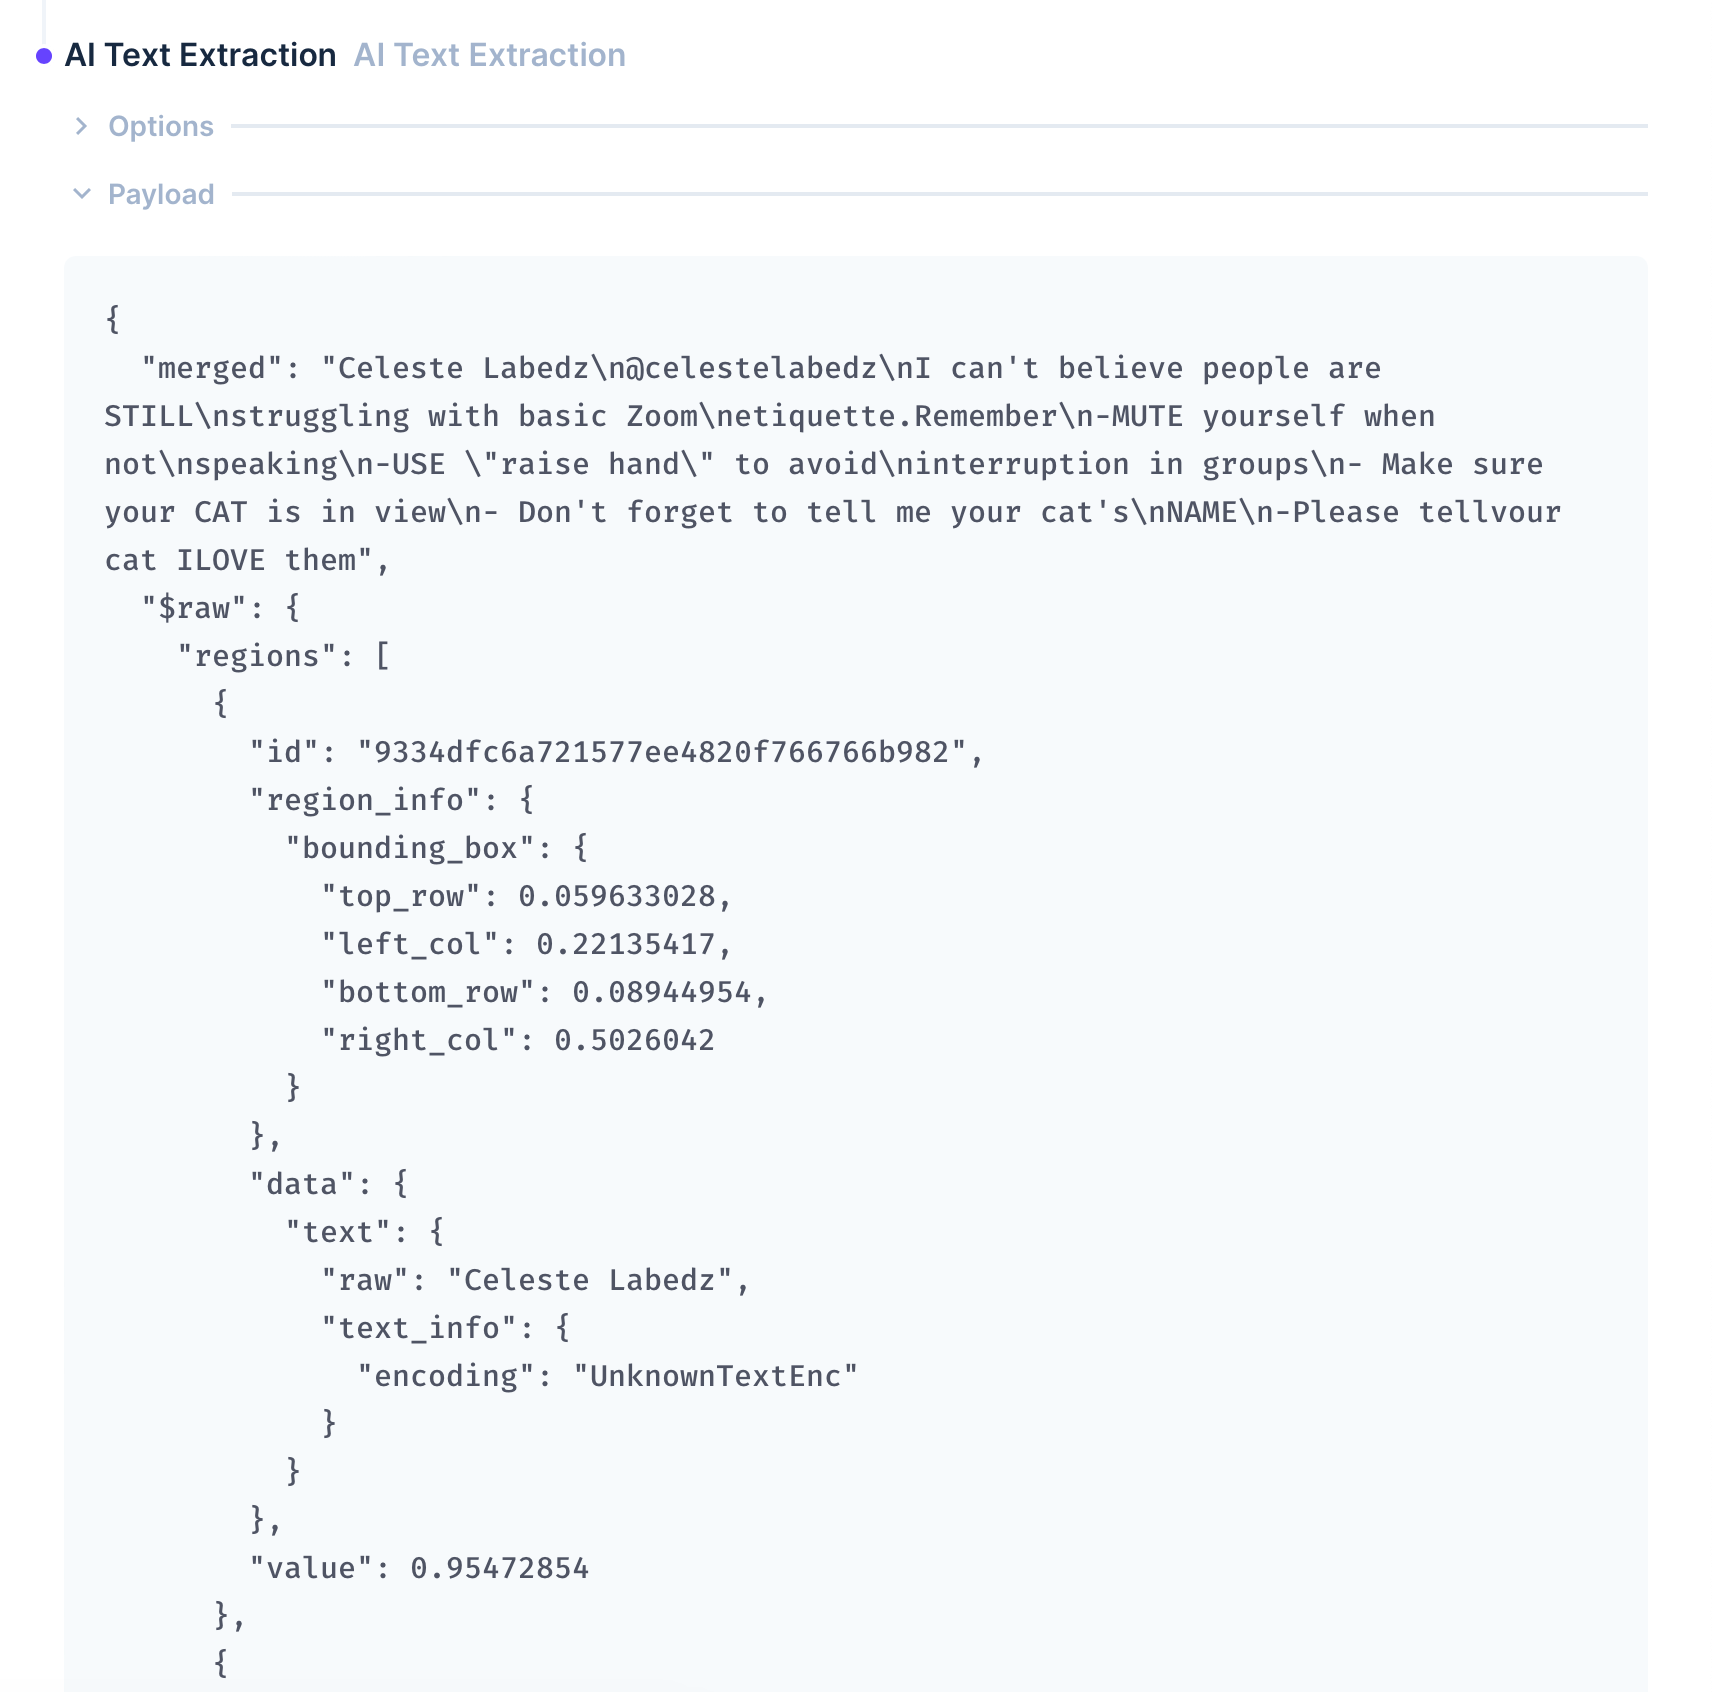 AI Text Extraction AI Text Extraction
Options
Payload
{
"merged": "Celeste Labedz\n@celestelabedz\nI can't believe people are
STILL\nstruggling with basic Zoom\netiquette.Remember\n-MUTE yourself when
not\nspeaking\n-USE \"raise hand\" to avoid\ninterruption in groups\n- Make sure
your CAT is in view\n- Don't forget to tell me your cat's\nNAME\n-Please tellvour
cat ILOVE them",
"$raw": {
"regions": [
{
"id": "9334dfc6a721577ee4820f766766b982",
"region_info": {
"bounding_box": {
"top_row": 0.059633028,
"left_col": 0.22135417,
"bottom_row": 0.08944954,
"right_col": 0.5026042
}
},
"data": {
"text": {
"raw": "Celeste Labedz",
"text_info": {
"encoding": "UnknownTextEnc"
}
}
},
"value": 0.95472854
},
{